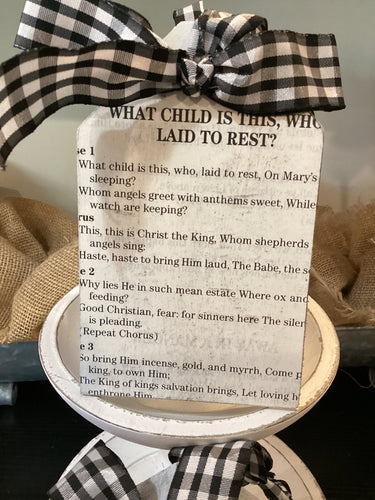 WHAT CHILD IS THIS, WHO
LAID TO REST?
se 1
What child is this, who, laid to rest, On Mary's
sleeping?
Whom angels greet with anthems sweet, While
watch are keeping?
rus
This, this is Christ the King, Whom shepherds
angels sing:
Haste, haste to bring Him laud, The Babe, the so
e 2
Why lies He in such mean estate Where ox and
feeding?
Good Christian, fear: for sinners here The silen
is pleading.
(Repeat Chorus)
e 3
So bring Him incense, gold, and myrrh, Come p
king, to own Him;
The King of kings salvation brings, Let loving h
enthrone Him.